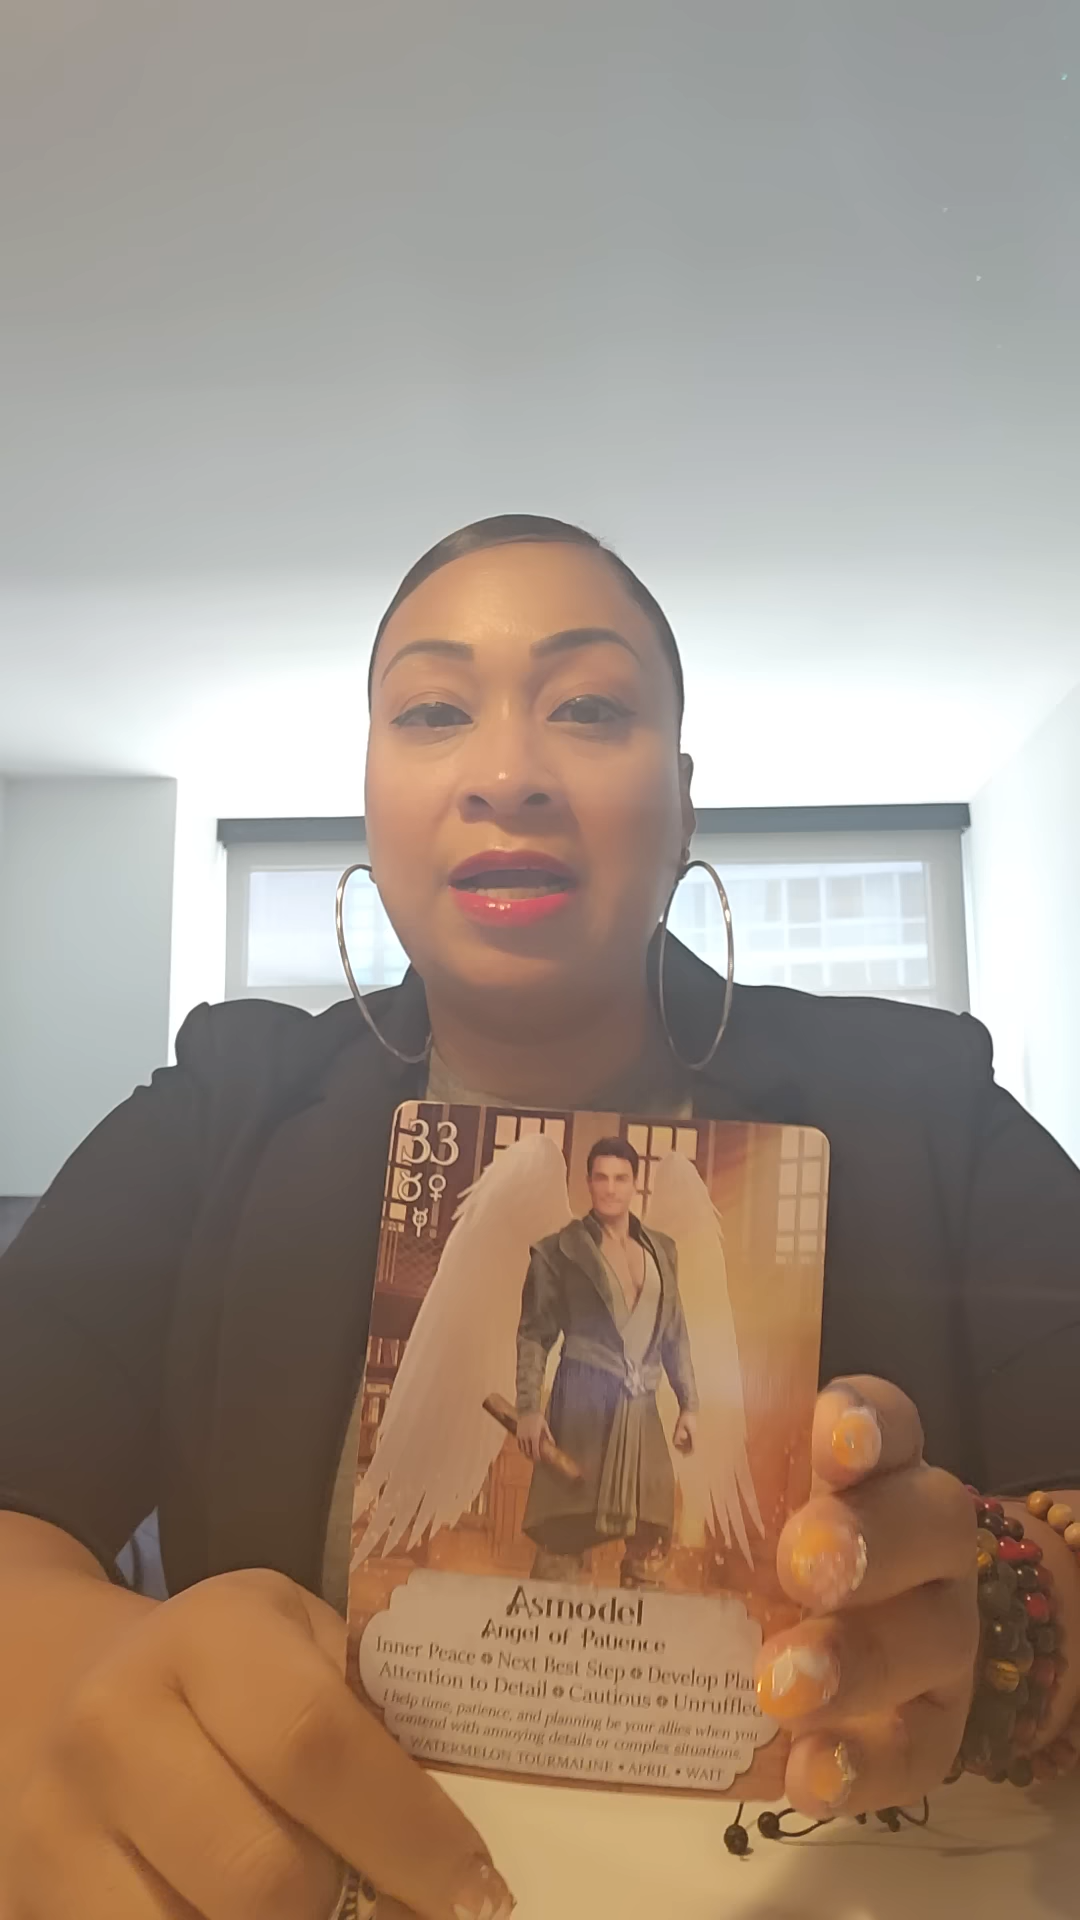 33
♉♀
☿
Asmodel
Angel of Patience
Inner Peace ❁ Next Best Step ❁ Develop Plan
Attention to Detail ❁ Cautious ❁ Unruffled
I help time, patience, and planning be your allies when you
contend with annoying details or complex situations.
WATERMELON TOURMALINE • APRIL • WAIT